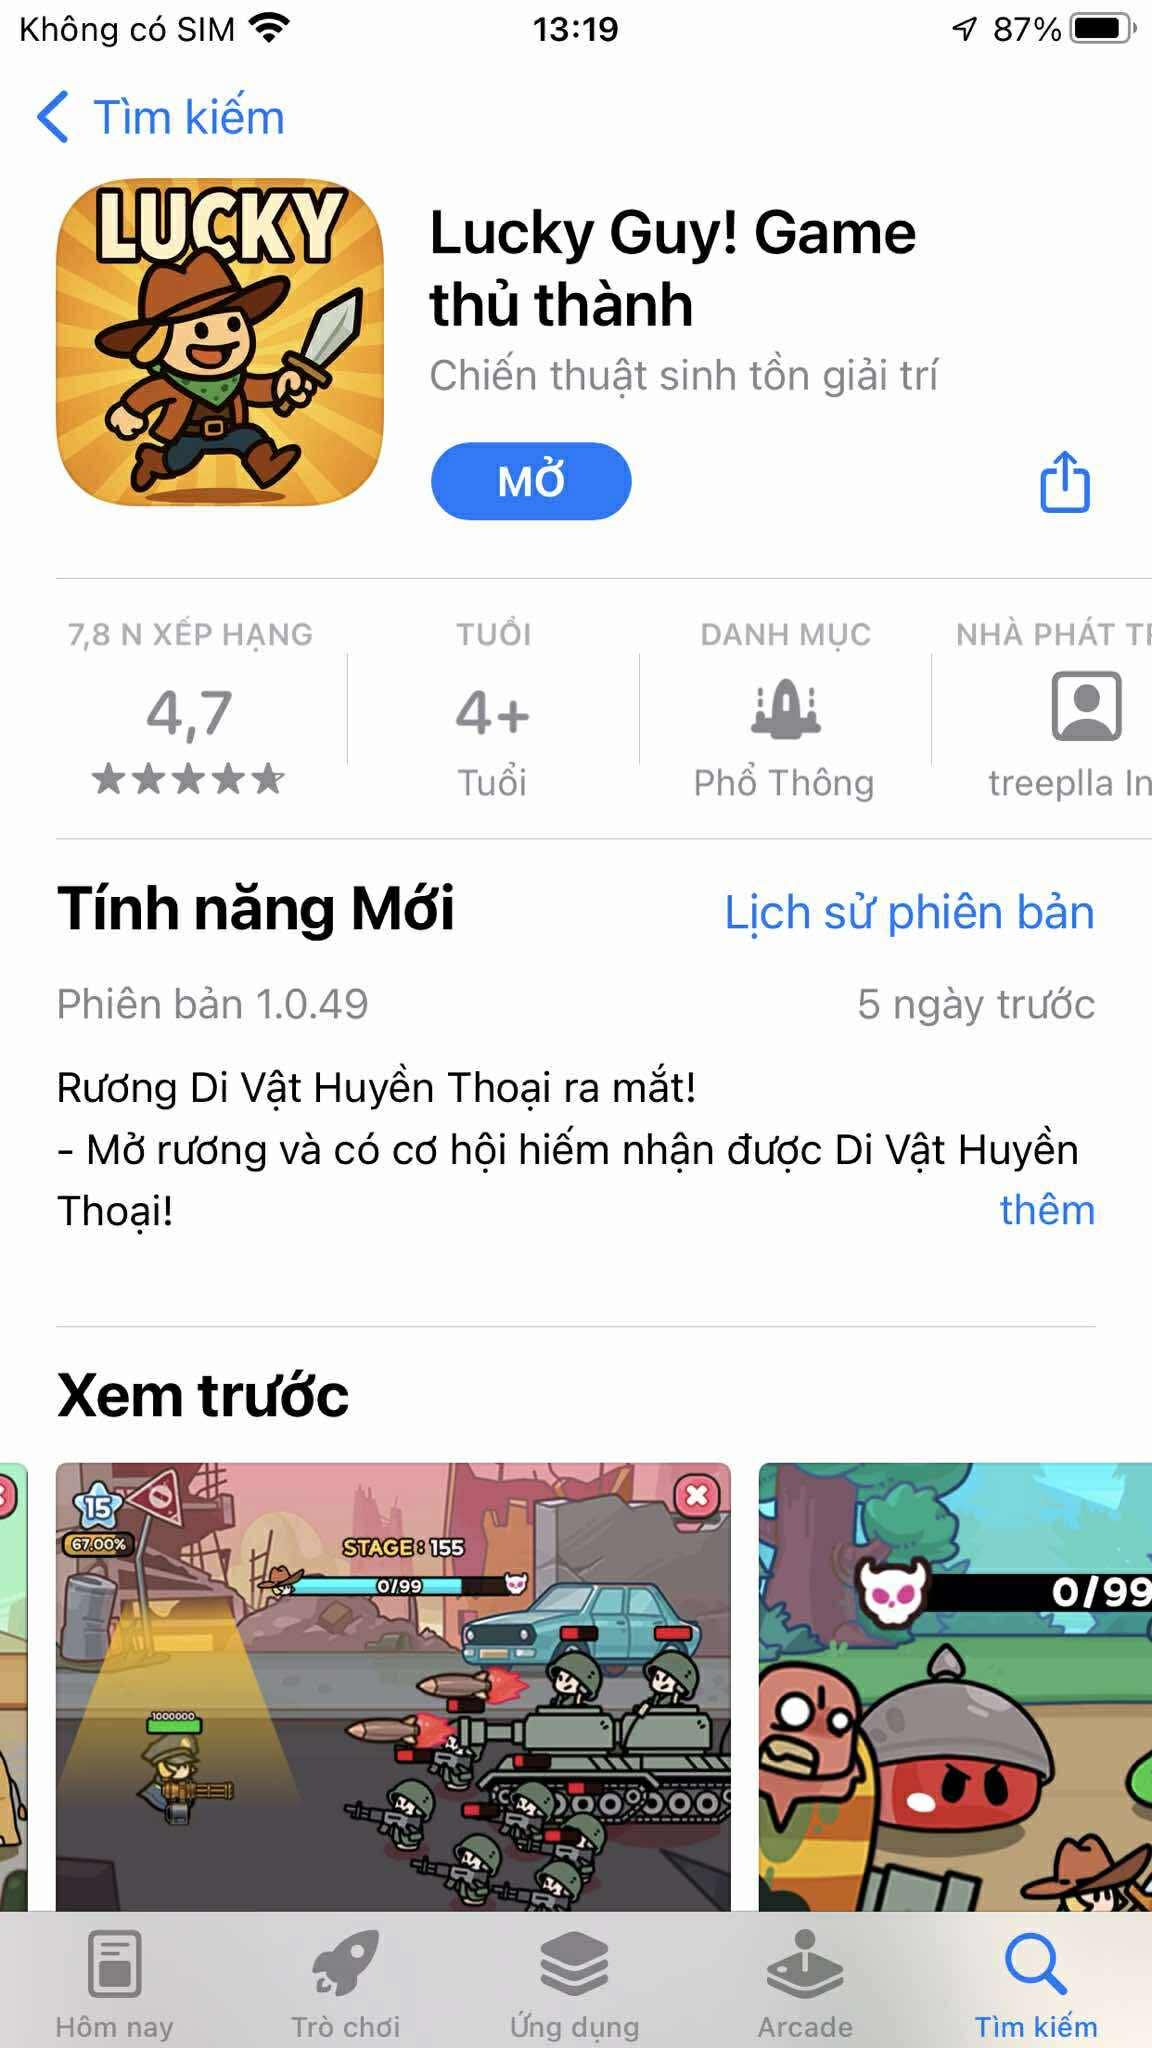 Không có SIM
13:19
87%
Tìm kiếm
LUCKY
Lucky Guy! Game
thủ thành
Chiến thuật sinh tồn giải trí
MỞ
7,8 N XẾP HẠNG
4,7
TUỔI
4+
Tuổi
DANH MỤC
Phổ Thông
NHÀ PHÁT TR
treeplla In
Tính năng Mới
Lịch sử phiên bản
Phiên bản 1.0.49
5 ngày trước
Rương Di Vật Huyền Thoại ra mắt!
- Mở rương và có cơ hội hiếm nhận được Di Vật Huyền
Thoại!
thêm
Xem trước
15
67.00%
STAGE: 155
0/99
1000000
0/99
Hôm nay
Trò chơi
Ứng dụng
Arcade
Tìm kiếm